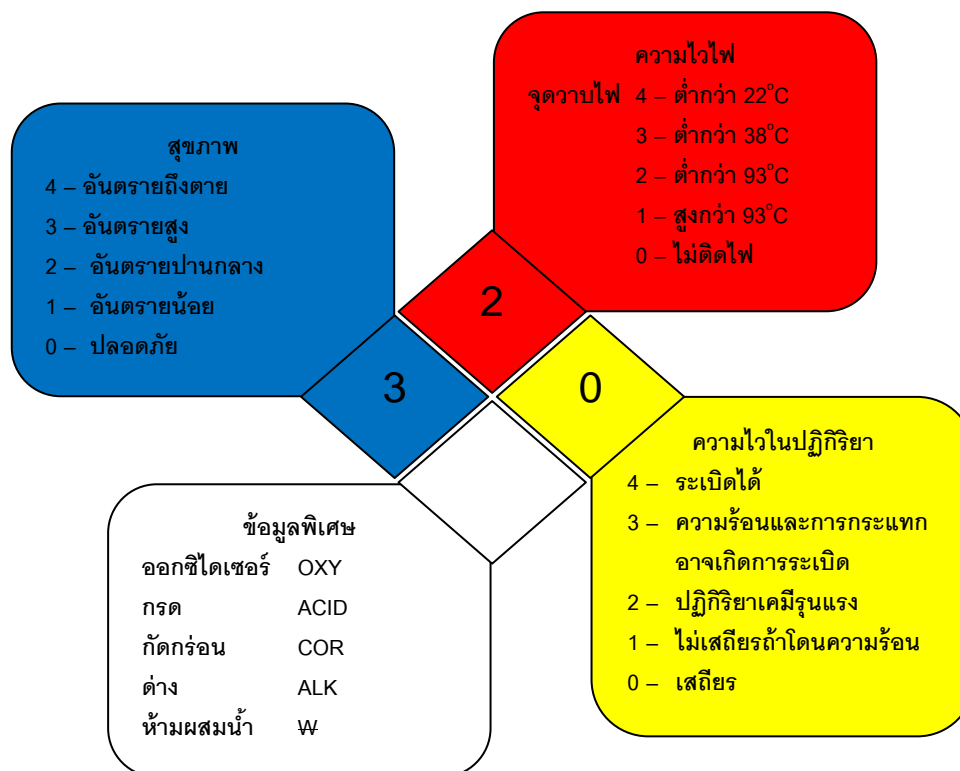 ความไวไฟ
จุดวาบไฟ 4 – ต่ำกว่า 22°C
3 – ต่ำกว่า 38°C
2 – ต่ำกว่า 93°C
1 – สูงกว่า 93°C
0 – ไม่ติดไฟ
สุขภาพ
4 – อันตรายถึงตาย
3 – อันตรายสูง
2 – อันตรายปานกลาง
1 – อันตรายน้อย
0 – ปลอดภัย
2
3
0
ความไวในปฏิกิริยา
4 – ระเบิดได้
3 – ความร้อนและการกระแทก
อาจเกิดการระเบิด
2 – ปฏิกิริยาเคมีรุนแรง
1 – ไม่เสถียรถ้าโดนความร้อน
0 – เสถียร
ข้อมูลพิเศษ
ออกซิไดเซอร์ OXY
กรด ACID
กัดกร่อน COR
ด่าง ALK
ห้ามผสมน้ำ W̶